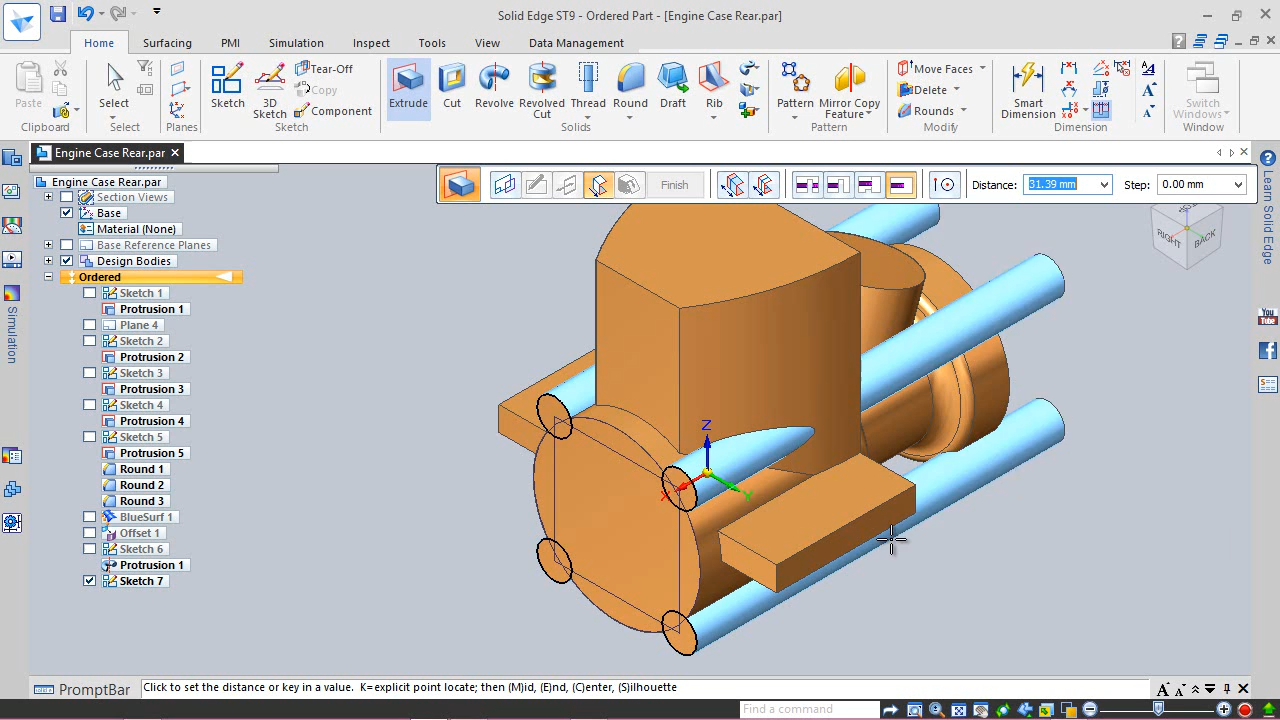 Solid Edge ST9 - Ordered Part - [Engine Case Rear.par]
Home Surfacing PMI Simulation Inspect Tools View Data Management
Paste
Clipboard
Select
Select
Planes
Sketch
3D Sketch
Tear-Off
Copy
Component
Sketch
Extrude Cut Revolve Revolved Cut Thread Round Draft Rib
Solids
Pattern Mirror Copy Feature
Pattern
Move Faces
Delete
Rounds
Modify
Smart Dimension
Dimension
Switch Windows
Window
Engine Case Rear.par
Finish
Distance: 31.39 mm Step: 0.00 mm
Engine Case Rear.par
Section Views
Base
Material (None)
Base Reference Planes
Design Bodies
Ordered
Sketch 1
Protrusion 1
Plane 4
Sketch 2
Protrusion 2
Sketch 3
Protrusion 3
Sketch 4
Protrusion 4
Sketch 5
Protrusion 5
Round 1
Round 2
Round 3
BlueSurf 1
Offset 1
Sketch 6
Protrusion 1
Sketch 7
Simulation
RIGHT
BACK
Z
X
Y
Learn Solid Edge
You Tube
PromptBar
Click to set the distance or key in a value. K=explicit point locate; then (M)id, (E)nd, (C)enter, (S)ilhouette
Find a command